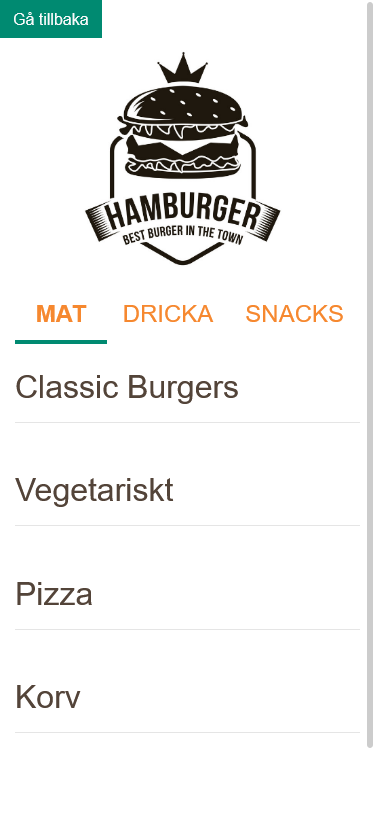 Gå tillbaka
HAMBURGER
BEST BURGER IN THE TOWN
MAT DRICKA SNACKS
Classic Burgers
Vegetariskt
Pizza
Korv